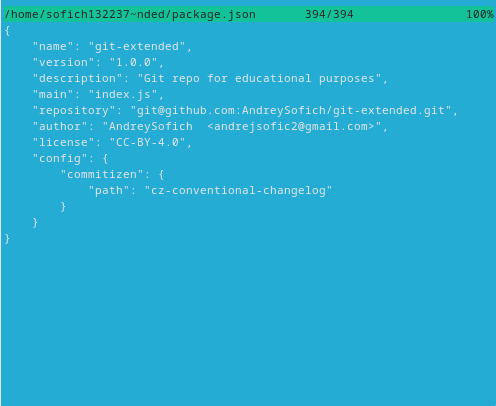 /home/sofich132237~nded/package.json 394/394 100%
{
"name": "git-extended",
"version": "1.0.0",
"description": "Git repo for educational purposes",
"main": "index.js",
"repository": "git@github.com:AndreySofich/git-extended.git",
"author": "AndreySofich  <andrejsofic2@gmail.com>",
"license": "CC-BY-4.0",
"config": {
"commitizen": {
"path": "cz-conventional-changelog"
}
}
}